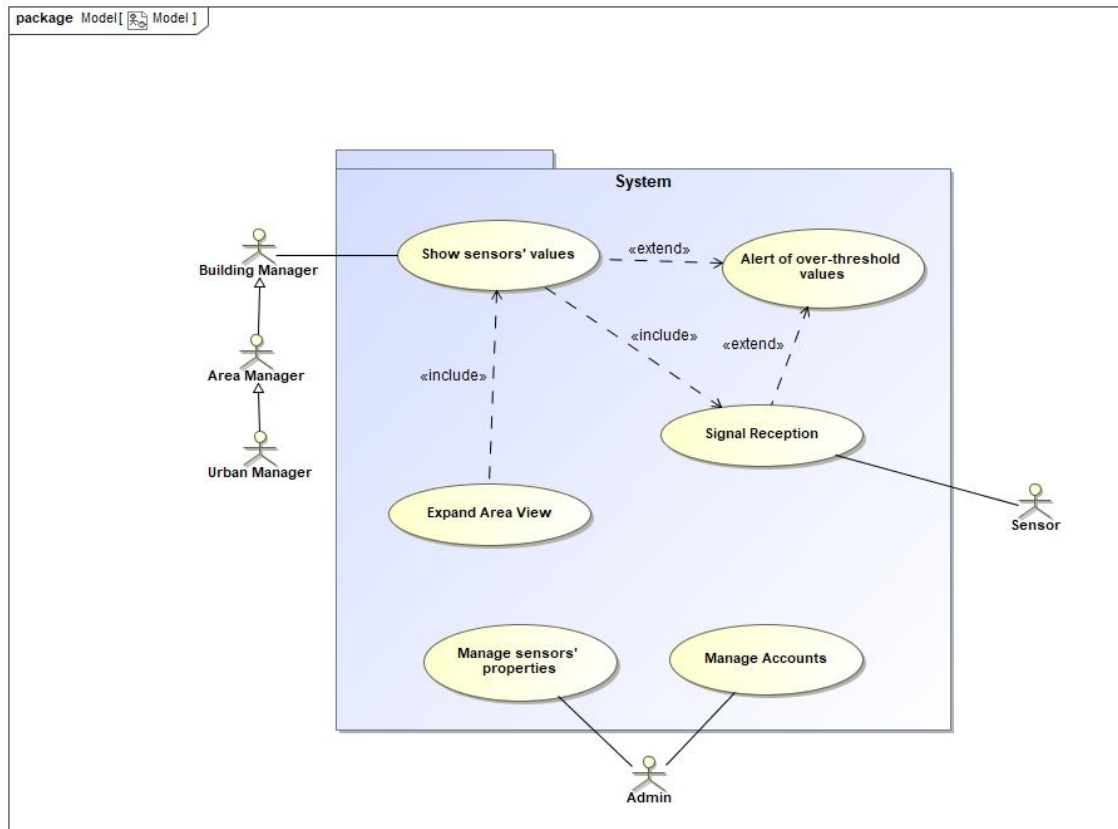 package Model [ Model ]
System
Show sensors' values
«extend»
Alert of over-threshold
values
Building Manager
«include»
«extend»
Area Manager
«include»
Signal Reception
Urban Manager
Expand Area View
Sensor
Manage sensors'
properties
Manage Accounts
Admin